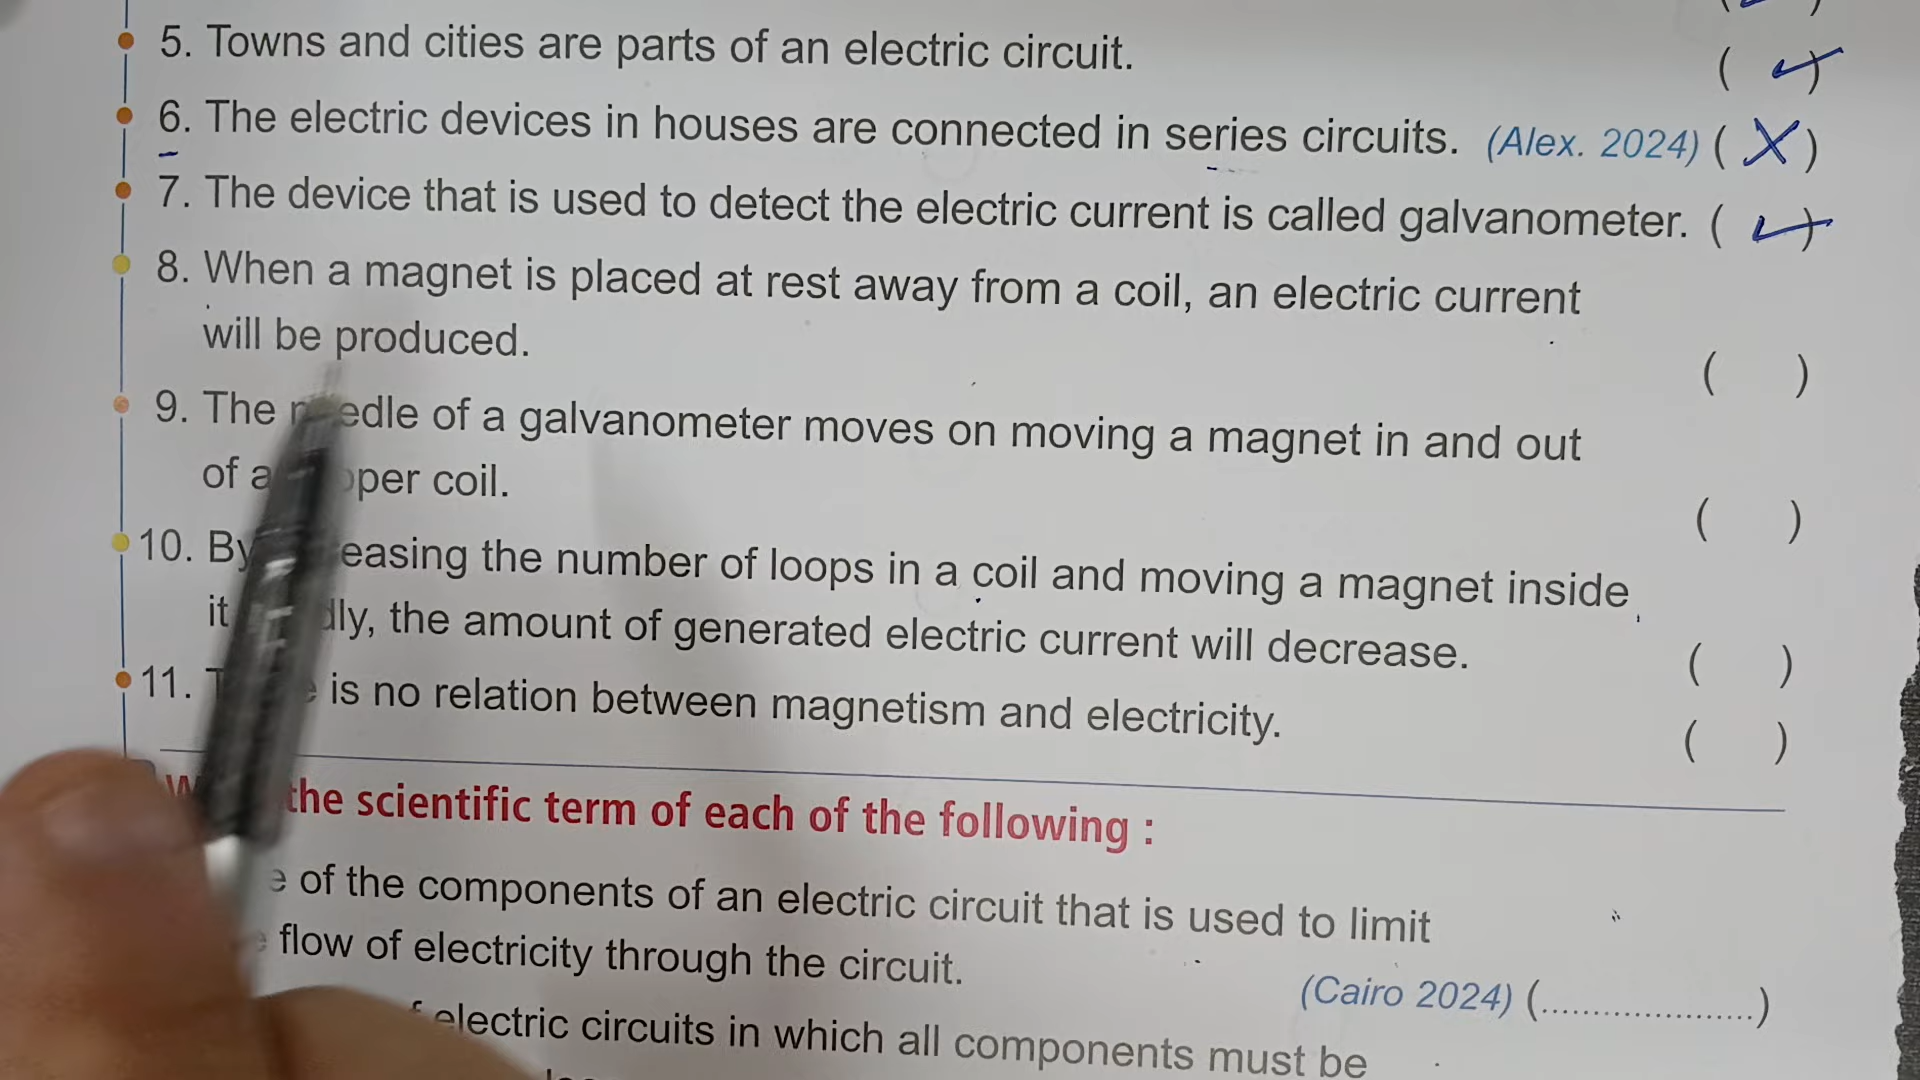 5. Towns and cities are parts of an electric circuit. ( ✓ )
6. The electric devices in houses are connected in series circuits. (Alex. 2024) ( X )
7. The device that is used to detect the electric current is called galvanometer. ( ✓ )
8. When a magnet is placed at rest away from a coil, an electric current
will be produced. ( )
9. The needle of a galvanometer moves on moving a magnet in and out
of a coil. ( )
10. By the number of loops in a coil and moving a magnet inside
it the amount of generated electric current will decrease. ( )
11. is no relation between magnetism and electricity. ( )
the scientific term of each of the following :
of the components of an electric circuit that is used to limit
flow of electricity through the circuit. (Cairo 2024) (....................)
electric circuits in which all components must be